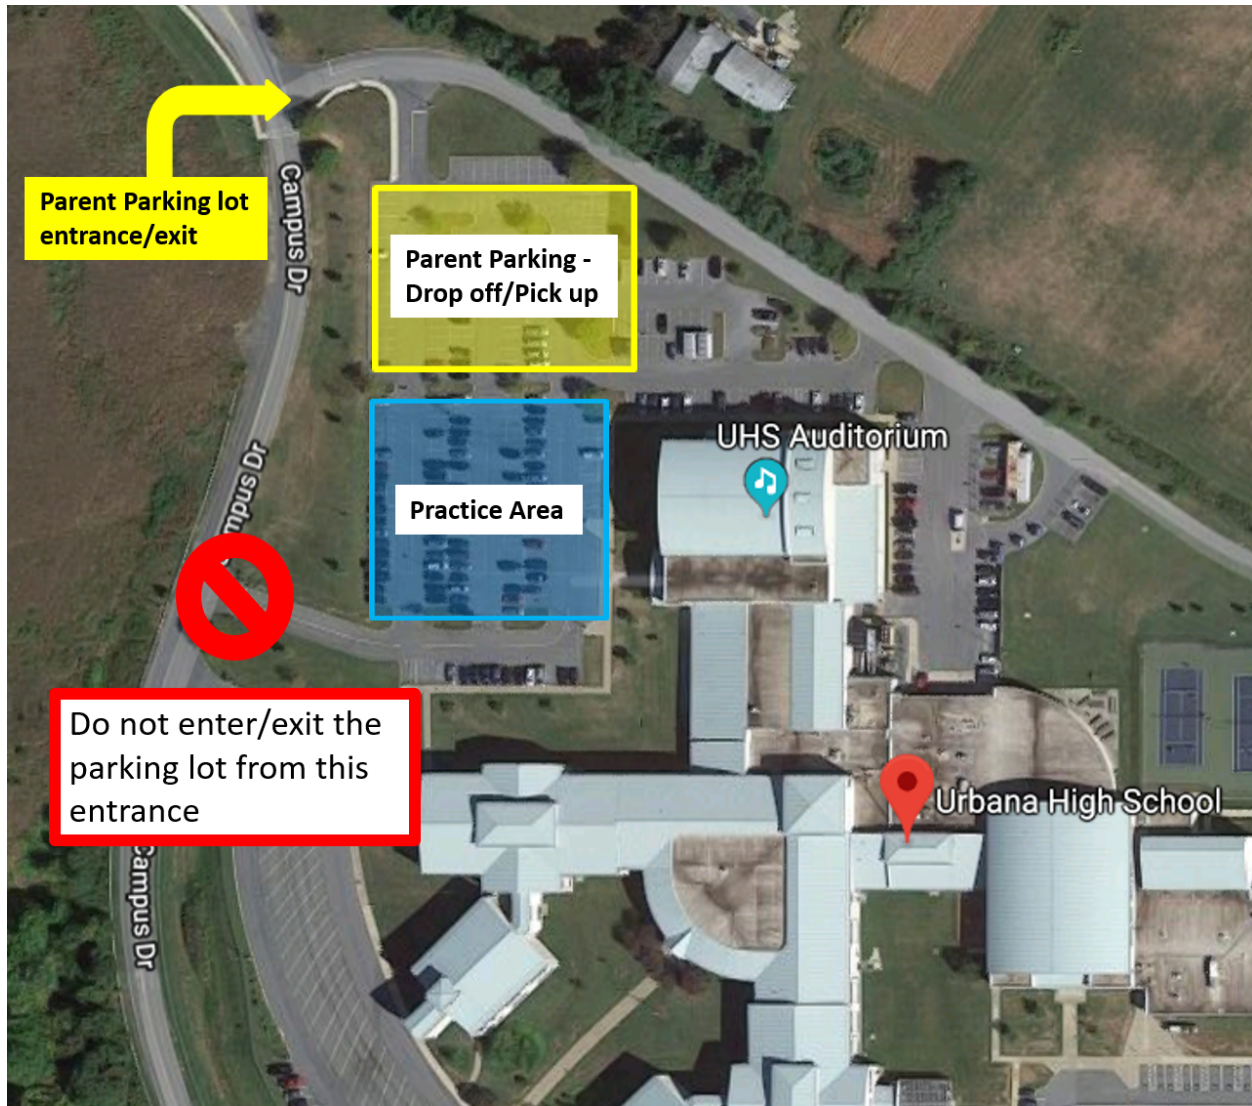 Parent Parking lot
entrance/exit
Campus Dr
Parent Parking -
Drop off/Pick up
UHS Auditorium
Campus Dr
Practice Area
Do not enter/exit the
parking lot from this
entrance
Urbana High School
Campus Dr